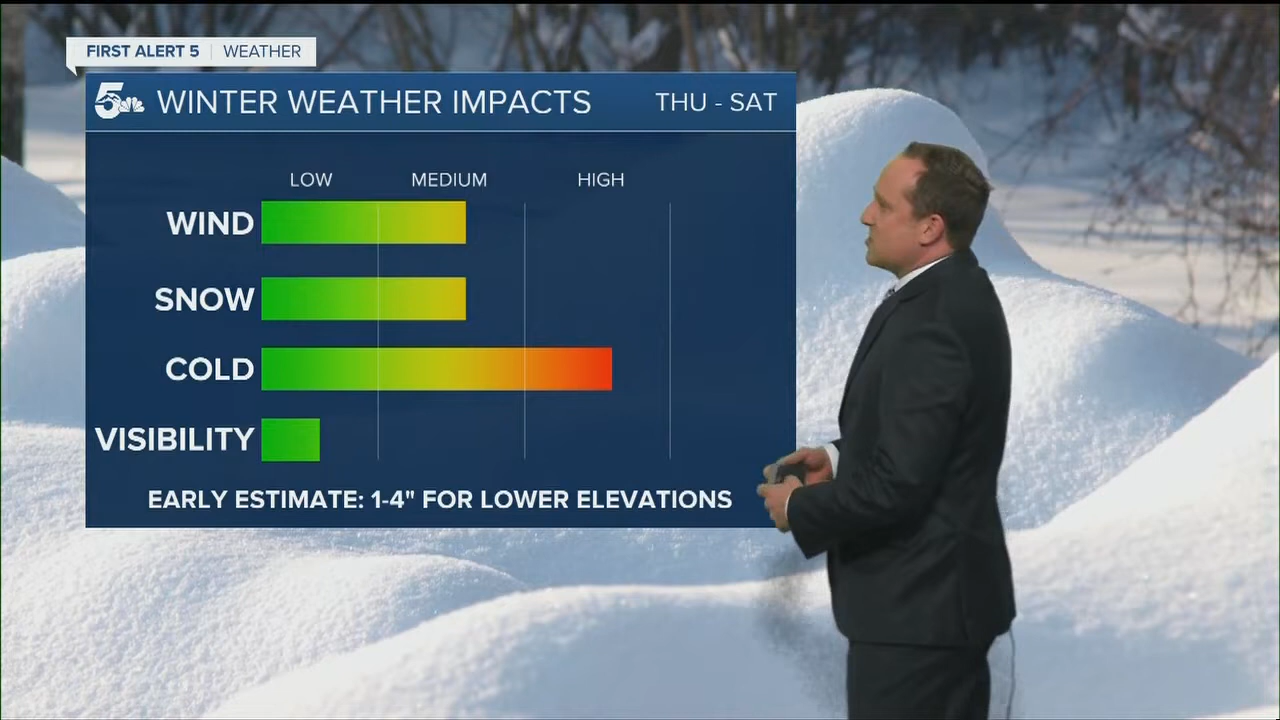 FIRST ALERT 5 | WEATHER
5 WINTER WEATHER IMPACTS THU - SAT
LOW MEDIUM HIGH
WIND
SNOW
COLD
VISIBILITY
EARLY ESTIMATE: 1-4" FOR LOWER ELEVATIONS